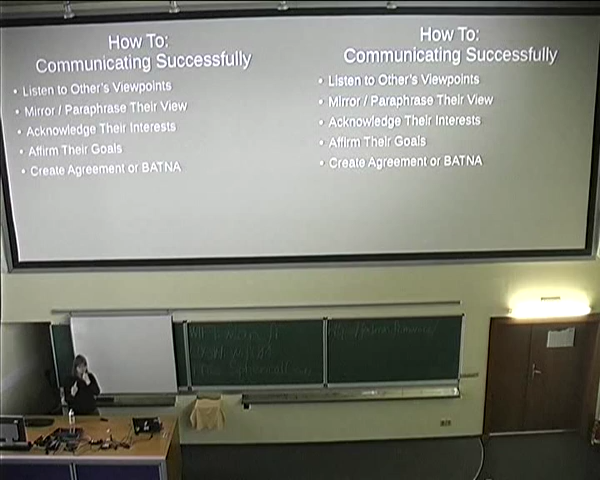 How To:
Communicating Successfully
• Listen to Other's Viewpoints
• Mirror / Paraphrase Their View
• Acknowledge Their Interests
• Affirm Their Goals
• Create Agreement or BATNA
How To:
Communicating Successfully
• Listen to Other's Viewpoints
• Mirror / Paraphrase Their View
• Acknowledge Their Interests
• Affirm Their Goals
• Create Agreement or BATNA